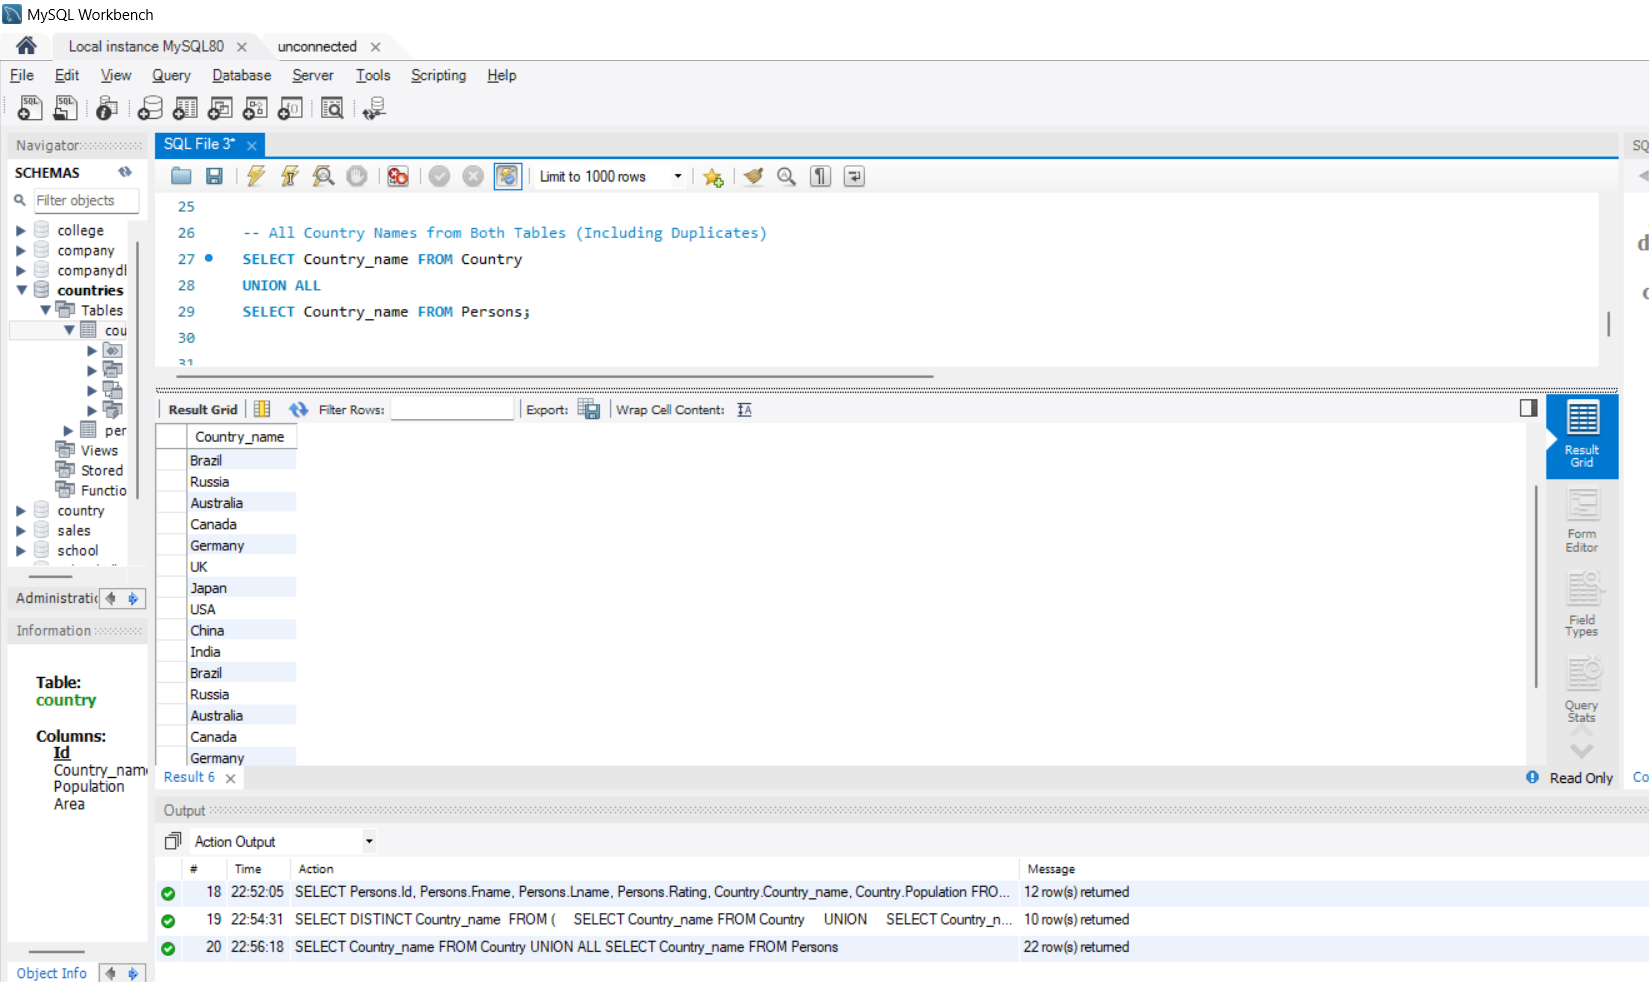 MySQL Workbench
Local instance MySQL80
unconnected
File Edit View Query Database Server Tools Scripting Help
Navigator
SCHEMAS
Filter objects
college
company
companydl
countries
Tables
cou
per
Views
Stored
Functio
country
sales
school
Administratic
Information
Table:
country
Columns:
Id
Country_name
Population
Area
Object Info
SQL File 3*
Limit to 1000 rows
25
26 -- All Country Names from Both Tables (Including Duplicates)
27 SELECT Country_name FROM Country
28 UNION ALL
29 SELECT Country_name FROM Persons;
30
31
Result Grid Filter Rows: Export: Wrap Cell Content:
Country_name
Brazil
Russia
Australia
Canada
Germany
UK
Japan
USA
China
India
Brazil
Russia
Australia
Canada
Germany
Result 6
Result
Grid
Form
Editor
Field
Types
Query
Stats
Read Only
SQ
d
c
Co
Output
Action Output
# Time Action Message
18 22:52:05 SELECT Persons.Id, Persons.Fname, Persons.Lname, Persons.Rating, Country.Country_name, Country.Population FRO... 12 row(s) returned
19 22:54:31 SELECT DISTINCT Country_name FROM ( SELECT Country_name FROM Country UNION SELECT Country_n... 10 row(s) returned
20 22:56:18 SELECT Country_name FROM Country UNION ALL SELECT Country_name FROM Persons 22 row(s) returned